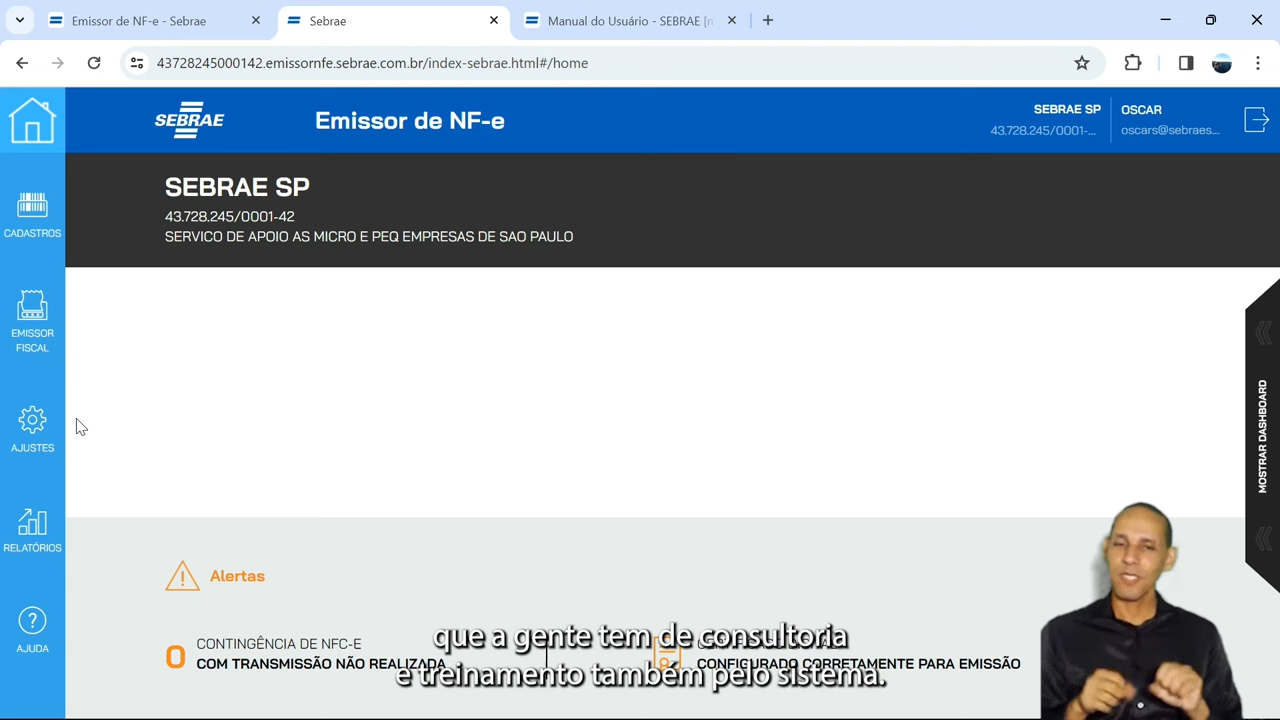 Emissor de NF-e - Sebrae
Sebrae
Manual do Usuário - SEBRAE [
43728245000142.emissornfe.sebrae.com.br/index-sebrae.html#/home
SEBRAE
Emissor de NF-e
SEBRAE SP
43.728.245/0001-...
OSCAR
oscars@sebraes...
SEBRAE SP
43.728.245/0001-42
SERVICO DE APOIO AS MICRO E PEQ EMPRESAS DE SAO PAULO
CADASTROS
EMISSOR
FISCAL
AJUSTES
RELATÓRIOS
AJUDA
MOSTRAR DASHBOARD
Alertas
0
CONTINGÊNCIA DE NFC-E
COM TRANSMISSÃO NÃO REALIZADA
CONFIGURADO CORRETAMENTE PARA EMISSÃO
que a gente tem de consultoria
e treinamento também pelo sistema.